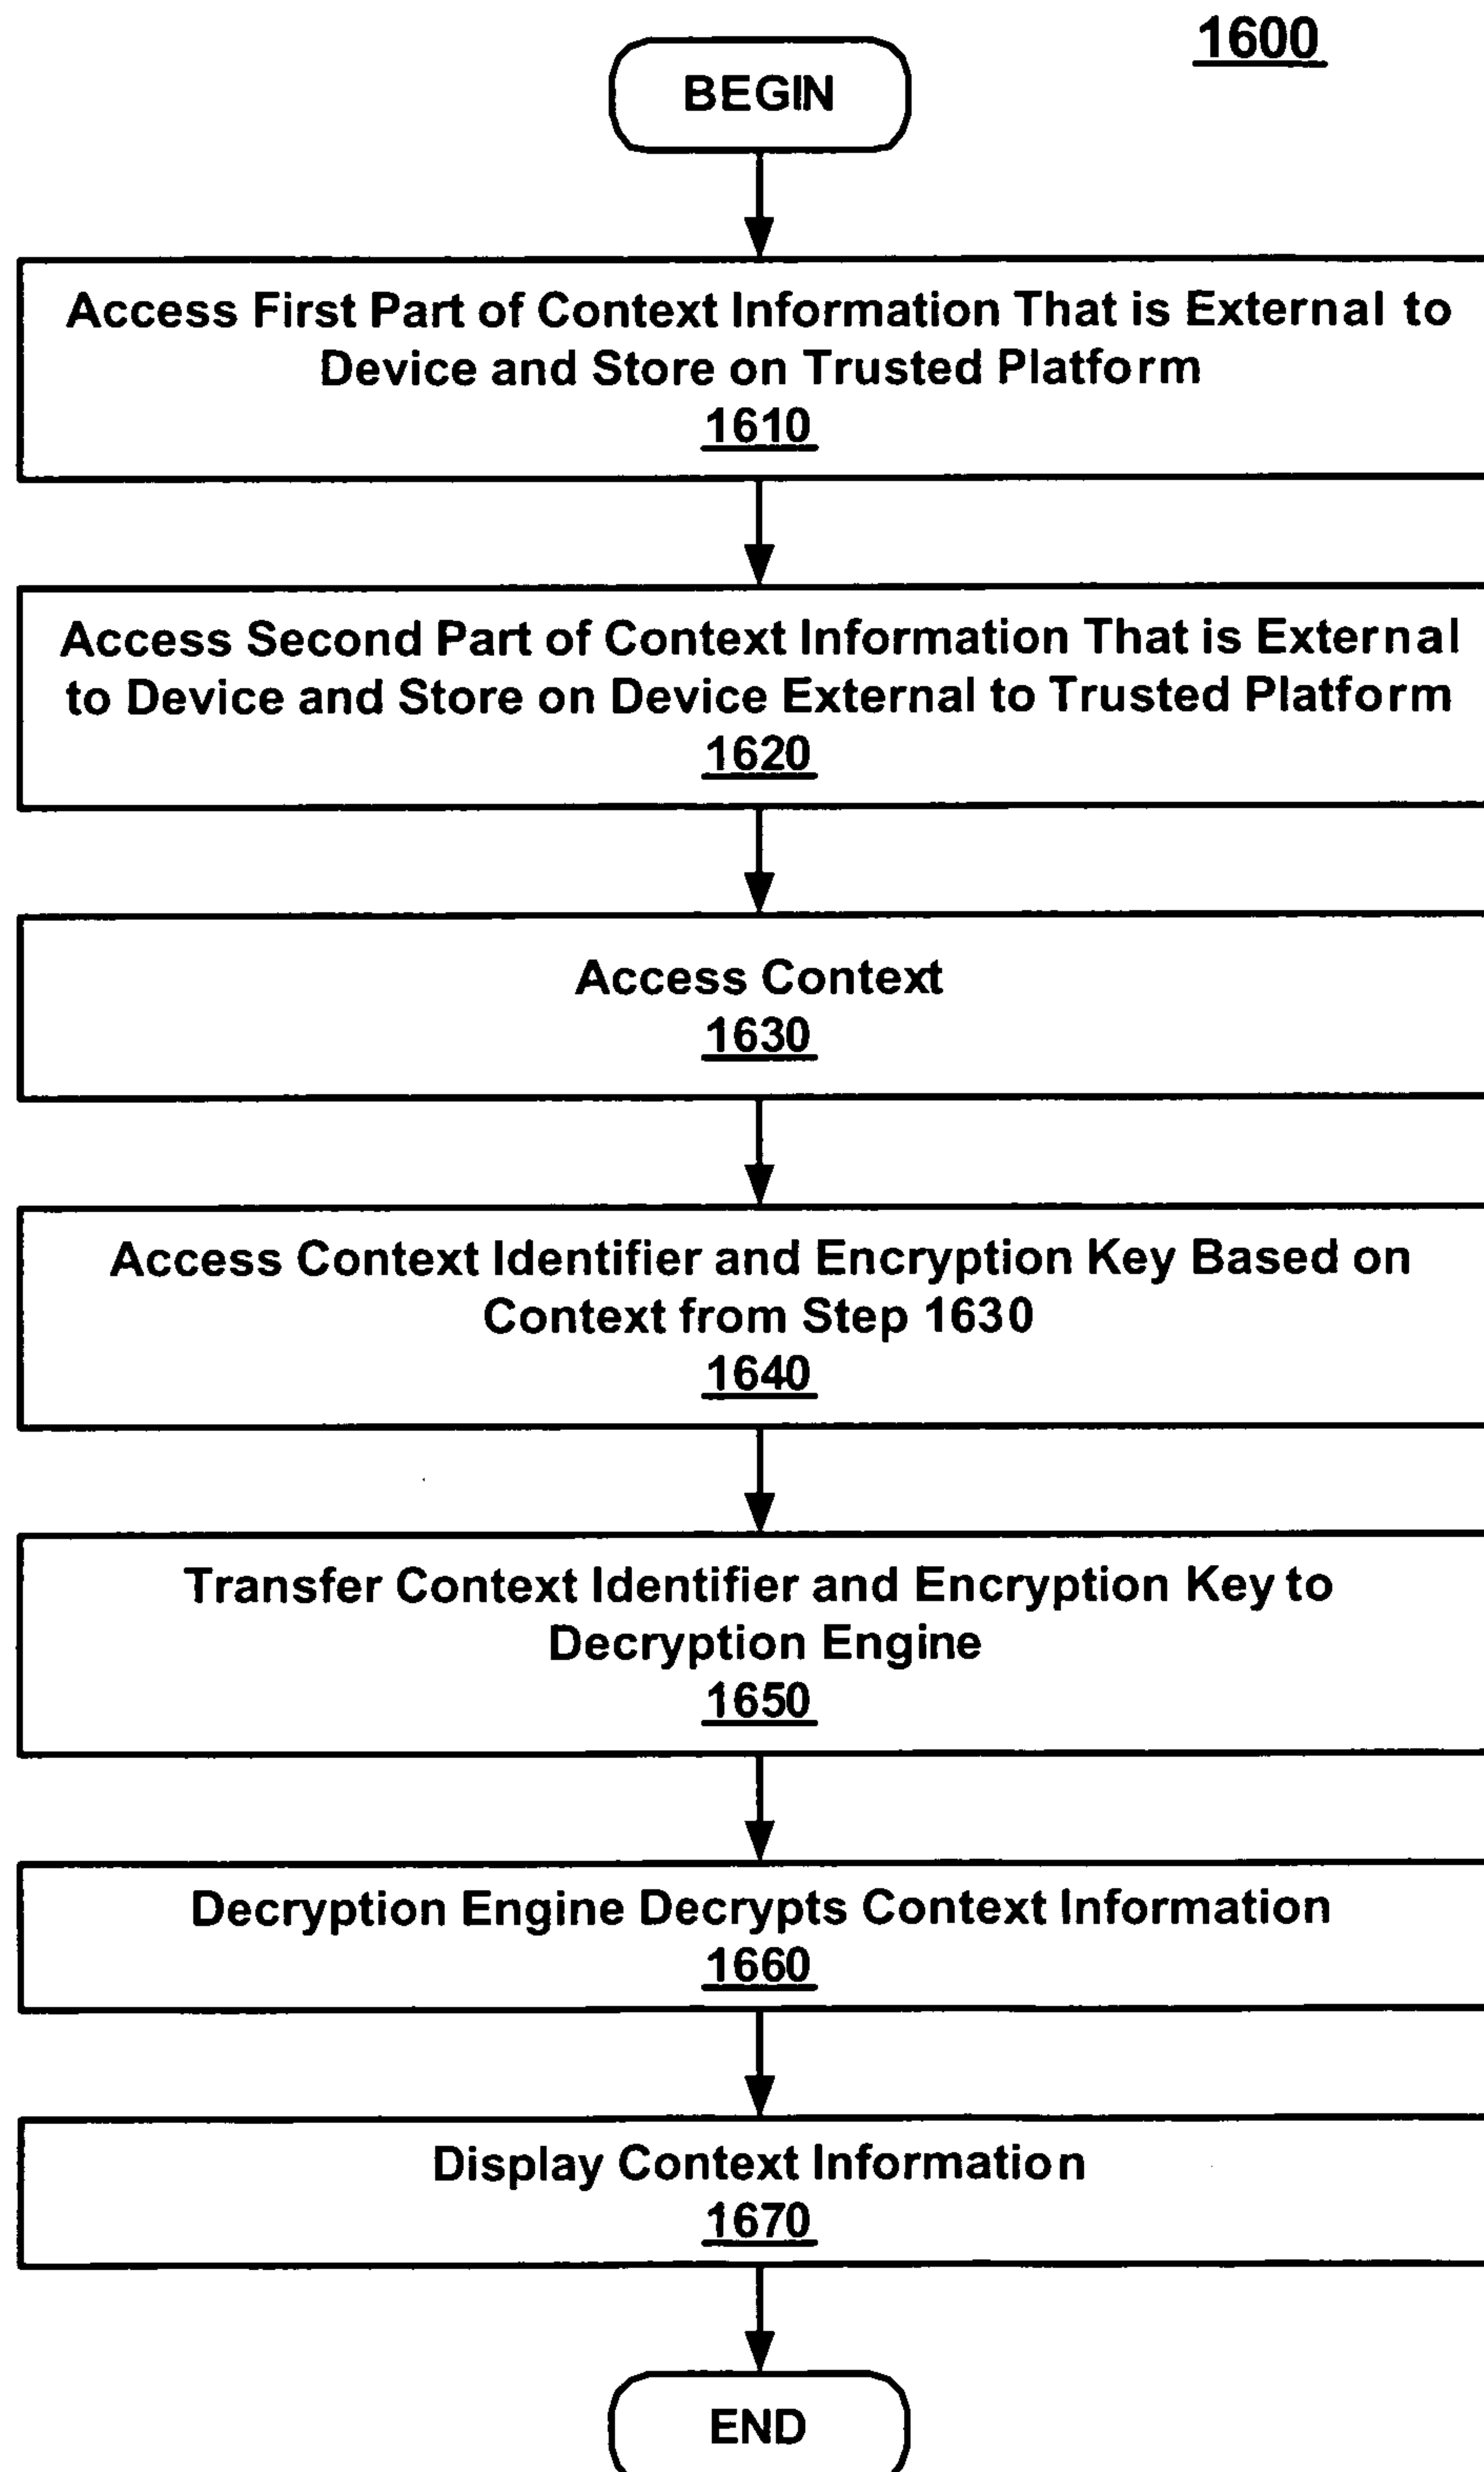 1600
BEGIN
Access First Part of Context Information That is External to
Device and Store on Trusted Platform
1610
Access Second Part of Context Information That is External
to Device and Store on Device External to Trusted Platform
1620
Access Context
1630
Access Context Identifier and Encryption Key Based on
Context from Step 1630
1640
Transfer Context Identifier and Encryption Key to
Decryption Engine
1650
Decryption Engine Decrypts Context Information
1660
Display Context Information
1670
END